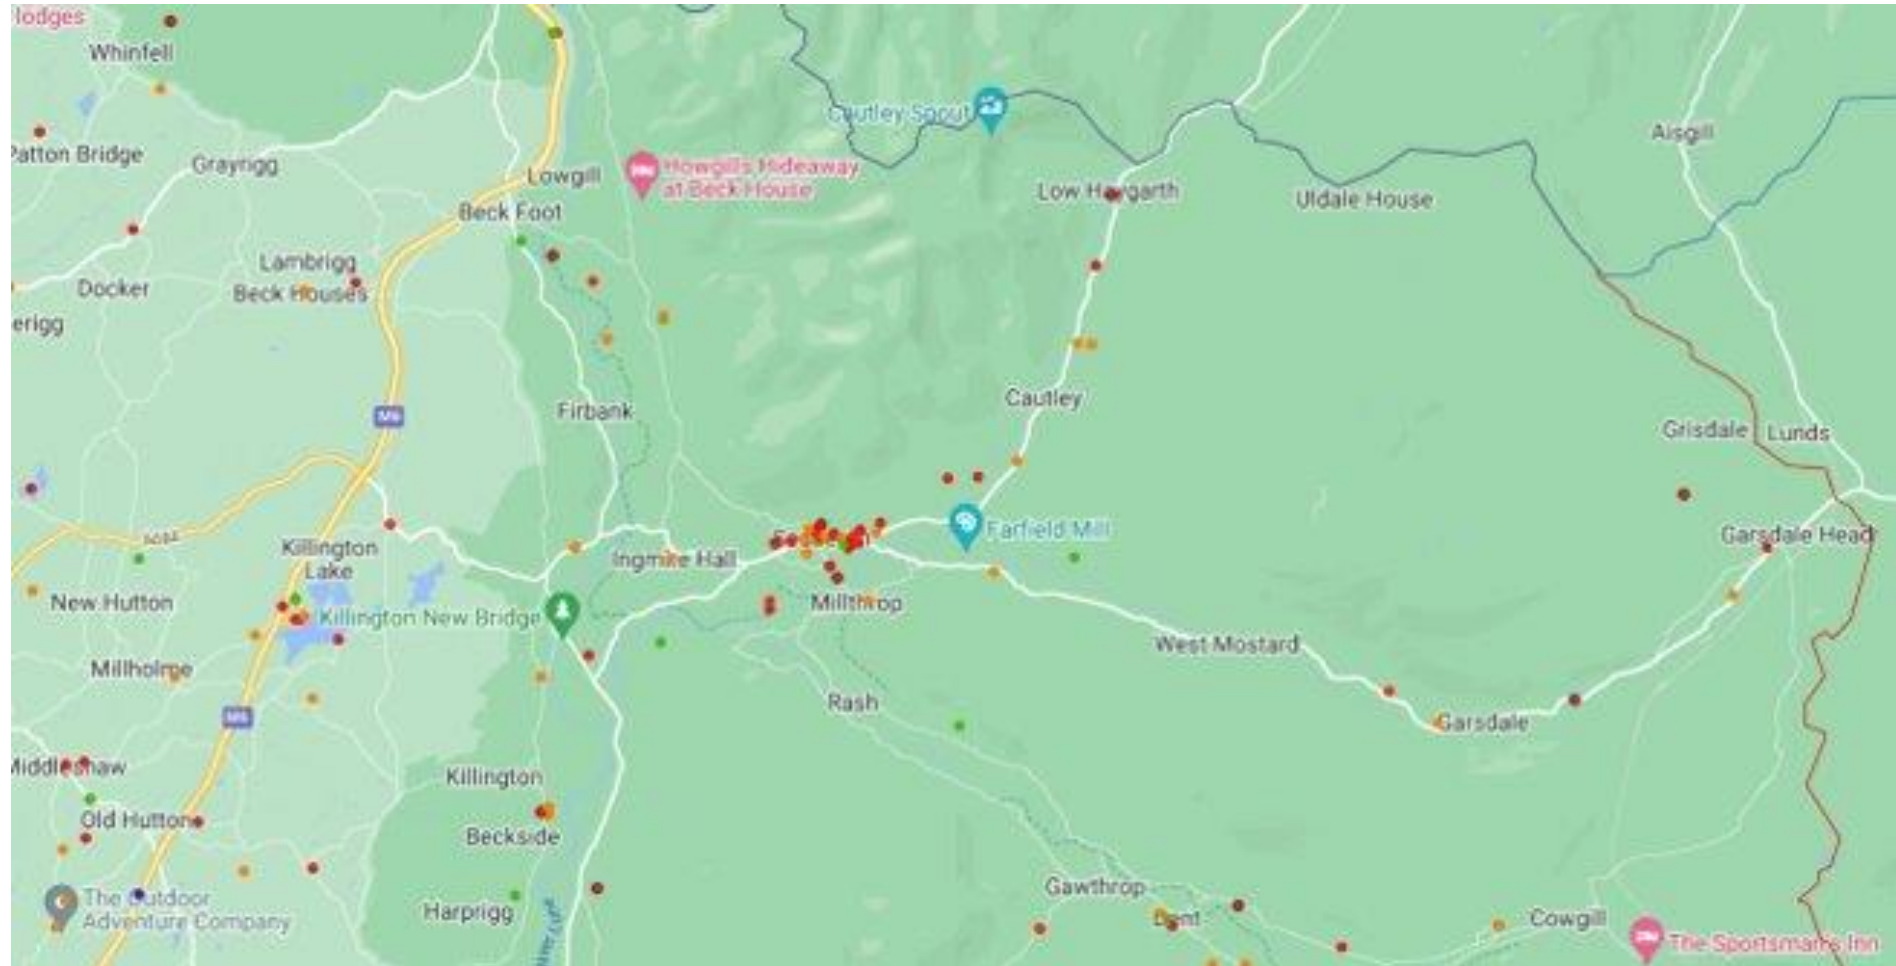 lodges
Whinfell
Cautley Spout
Aisgill
Patton Bridge
Grayrigg
Lowgill
Howgills Hideaway
at Beck House
Low Haygarth
Uldale House
Beck Foot
Lambrigg
Docker
Beck Houses
erigg
Cautley
Firbank
M6
Grisdale
Lunds
A684
Killington
Lake
Ingmire Hall
Farfield Mill
Garsdale Head
New Hutton
Killington New Bridge
Millthrop
West Mostard
Millholme
Rash
M6
Garsdale
Middleshaw
Killington
Old Hutton
Beckside
Gawthrop
The Outdoor
Adventure Company
Harprigg
Dent
Cowgill
The Sportsman's Inn